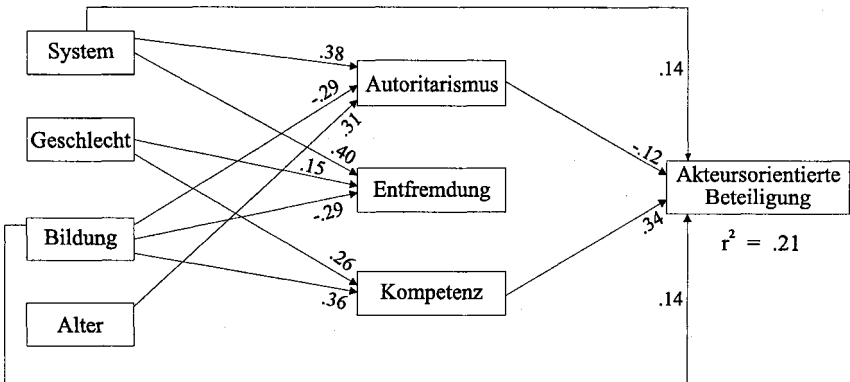 System
.38
Autoritarismus
.14
-.29
.31
Geschlecht
.40
.15
-.12
Akteursorientierte
Beteiligung
Entfremdung
-.29
.34
r² = .21
Bildung
.26
Kompetenz
.36
.14
Alter